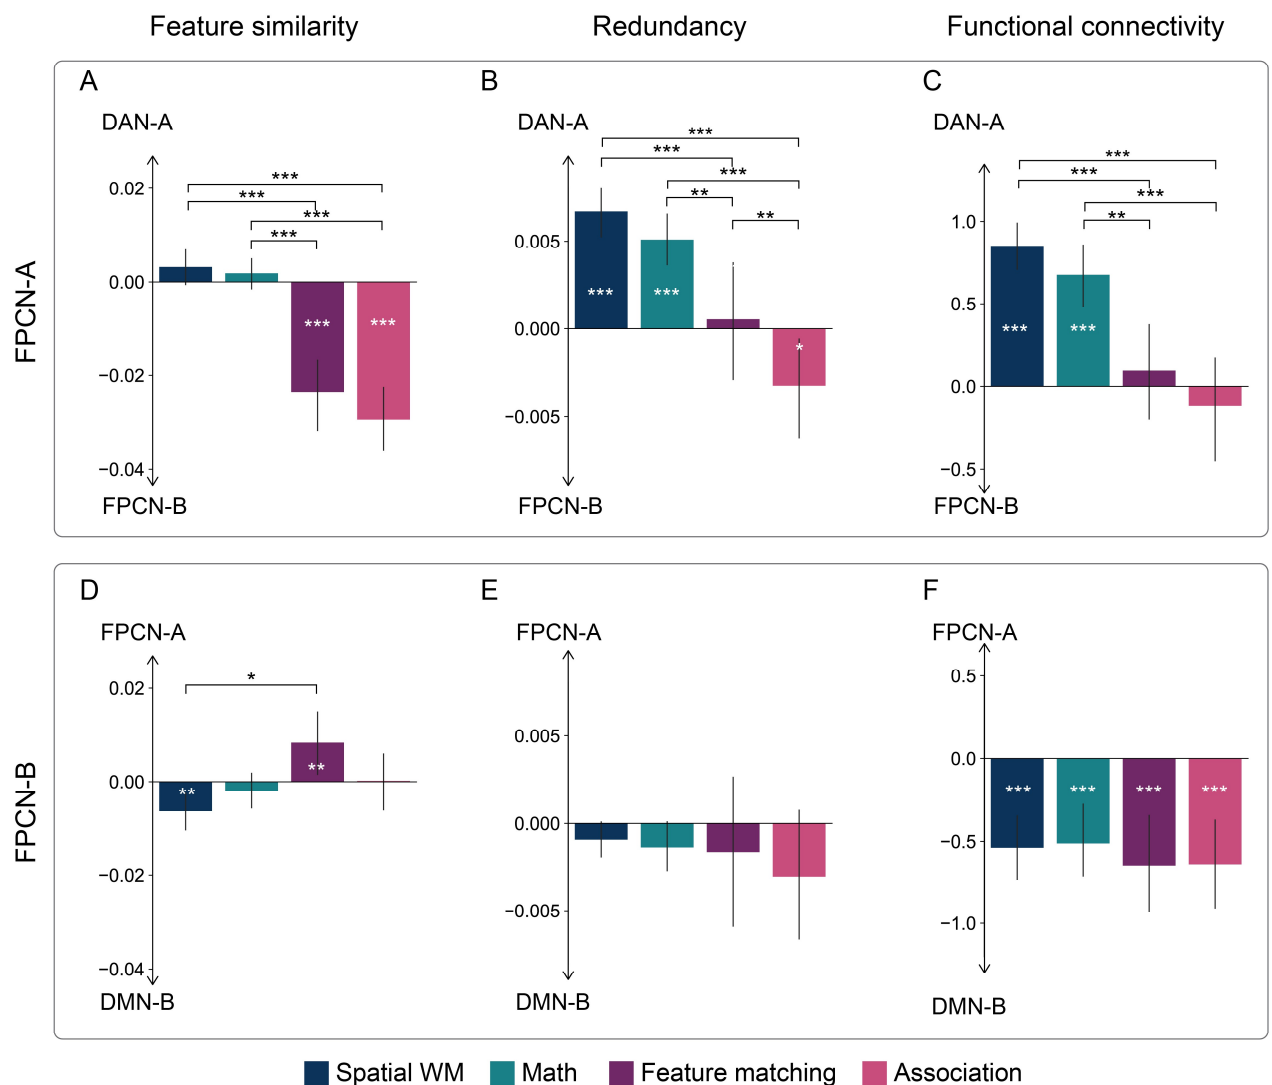 Feature similarity Redundancy Functional connectivity
FPCN-A
A
DAN-A
0.02
0.00
−0.02
−0.04
FPCN-B
***
***
***
***
***
***
B
DAN-A
0.005
0.000
−0.005
FPCN-B
***
***
***
**
**
***
***
*
C
DAN-A
1.0
0.5
0.0
−0.5
FPCN-B
***
***
***
**
***
***
FPCN-B
D
FPCN-A
0.02
0.00
−0.02
−0.04
DMN-B
*
**
**
E
FPCN-A
0.005
0.000
−0.005
DMN-B
F
FPCN-A
0.5
0.0
−0.5
−1.0
DMN-B
*** *** *** ***
Spatial WM Math Feature matching Association